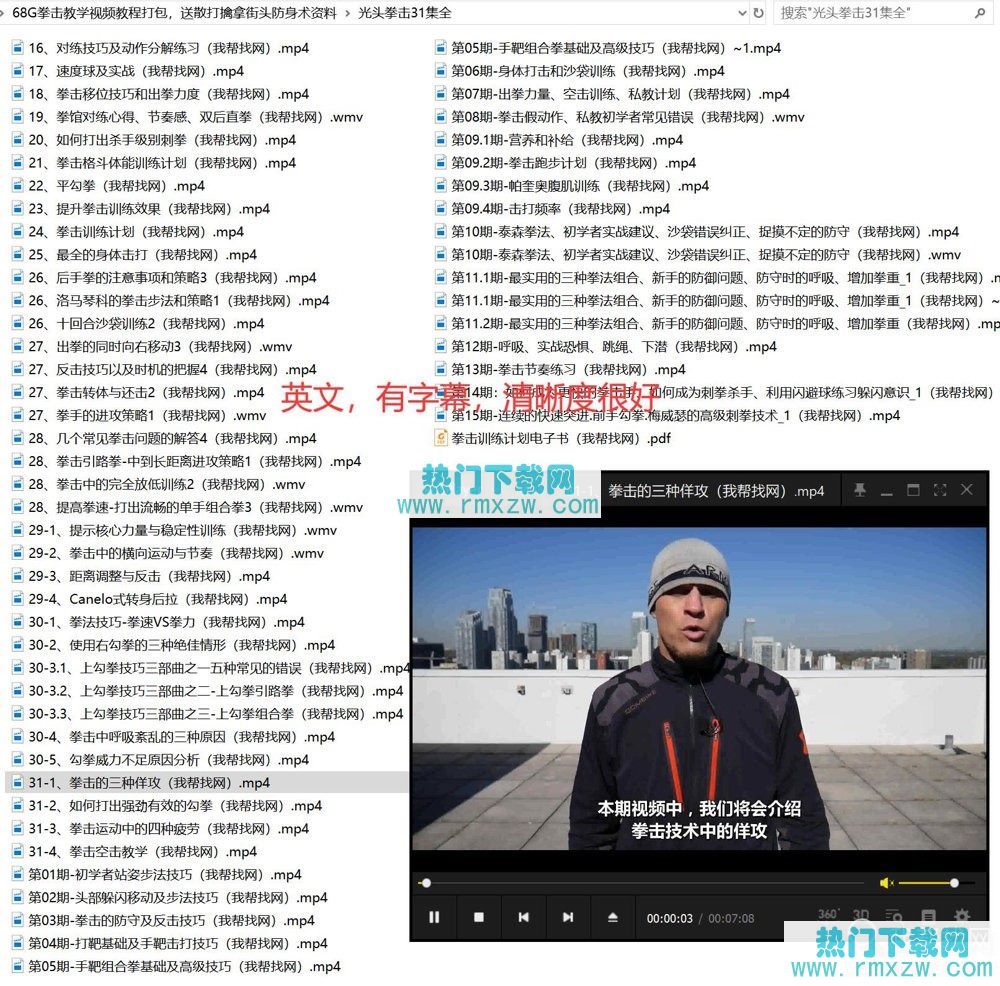 68G拳击教学视频教程打包，送散打擒拿街头防身术资料 › 光头拳击31集全
搜索"光头拳击31集全"
16、对练技巧及动作分解练习（我帮找网）.mp4
17、速度球及实战（我帮找网）.mp4
18、拳击移位技巧和出拳力度（我帮找网）.mp4
19、拳馆对练心得、节奏感、双后直拳（我帮找网）.wmv
20、如何打出杀手级别刺拳（我帮找网）.mp4
21、拳击格斗体能训练计划（我帮找网）.mp4
22、平勾拳（我帮找网）.mp4
23、提升拳击训练效果（我帮找网）.mp4
24、拳击训练计划（我帮找网）.mp4
25、最全的身体击打（我帮找网）.mp4
26、后手拳的注意事项和策略3（我帮找网）.mp4
26、洛马琴科的拳击步法和策略1（我帮找网）.mp4
26、十回合沙袋训练2（我帮找网）.mp4
27、出拳的同时向右移动3（我帮找网）.wmv
27、反击技巧以及时机的把握4（我帮找网）.mp4
27、拳击转体与还击2（我帮找网）.mp4
27、拳手的进攻策略1（我帮找网）.wmv
28、几个常见拳击问题的解答4（我帮找网）.mp4
28、拳击引路拳-中到长距离进攻策略1（我帮找网）.mp4
28、拳击中的完全放低训练2（我帮找网）.wmv
28、提高拳速-打出流畅的单手组合拳3（我帮找网）.wmv
29-1、提示核心力量与稳定性训练（我帮找网）.wmv
29-2、拳击中的横向运动与节奏（我帮找网）.wmv
29-3、距离调整与反击（我帮找网）.mp4
29-4、Canelo式转身后拉（我帮找网）.mp4
30-1、拳法技巧-拳速VS拳力（我帮找网）.mp4
30-2、使用右勾拳的三种绝佳情形（我帮找网）.mp4
30-3.1、上勾拳技巧三部曲之一五种常见的错误（我帮找网）.mp4
30-3.2、上勾拳技巧三部曲之二-上勾拳引路拳（我帮找网）.mp4
30-3.3、上勾拳技巧三部曲之三-上勾拳组合拳（我帮找网）.mp4
30-4、拳击中呼吸紊乱的三种原因（我帮找网）.mp4
30-5、勾拳威力不足原因分析（我帮找网）.mp4
31-1、拳击的三种佯攻（我帮找网）.mp4
31-2、如何打出强劲有效的勾拳（我帮找网）.mp4
31-3、拳击运动中的四种疲劳（我帮找网）.mp4
31-4、拳击空击教学（我帮找网）.mp4
第01期-初学者站姿步法技巧（我帮找网）.mp4
第02期-头部躲闪移动及步法技巧（我帮找网）.mp4
第03期-拳击的防守及反击技巧（我帮找网）.mp4
第04期-打靶基础及手靶击打技巧（我帮找网）.mp4
第05期-手靶组合拳基础及高级技巧（我帮找网）.mp4
第05期-手靶组合拳基础及高级技巧（我帮找网）~1.mp4
第06期-身体打击和沙袋训练（我帮找网）.mp4
第07期-出拳力量、空击训练、私教计划（我帮找网）.mp4
第08期-拳击假动作、私教初学者常见错误（我帮找网）.wmv
第09.1期-营养和补给（我帮找网）.mp4
第09.2期-拳击跑步计划（我帮找网）.mp4
第09.3期-帕奎奥腹肌训练（我帮找网）.mp4
第09.4期-击打频率（我帮找网）.mp4
第10期-泰森拳法、初学者实战建议、沙袋错误纠正、捉摸不定的防守（我帮找网）.mp4
第10期-泰森拳法、初学者实战建议、沙袋错误纠正、捉摸不定的防守（我帮找网）.wmv
第11.1期-最实用的三种拳法组合、新手的防御问题、防守时的呼吸、增加拳重_1（我帮找网）.m
第11.1期-最实用的三种拳法组合、新手的防御问题、防守时的呼吸、增加拳重_1（我帮找网）~
第11.2期-最实用的三种拳法组合、新手的防御问题、防守时的呼吸、增加拳重（我帮找网）.mp
第12期-呼吸、实战恐惧、跳绳、下潜（我帮找网）.mp4
第13期-拳击节奏练习（我帮找网）.mp4
第14期：如何成为更快的拳击手、如何成为刺拳杀手、利用闪避球练习躲闪意识_1（我帮找网）
第15期-连续的快速突进.前手勾拳.梅威瑟的高级刺拳技术_1（我帮找网）.mp4
拳击训练计划电子书（我帮找网）.pdf
英文，有字幕，清晰度很好
热门下载网
www.rmxzw.com
拳击的三种佯攻（我帮找网）.mp4
本期视频中，我们将会介绍
拳击技术中的佯攻
00:00:03 / 00:07:08
360°
3D
热门下载网
www.rmxzw.com